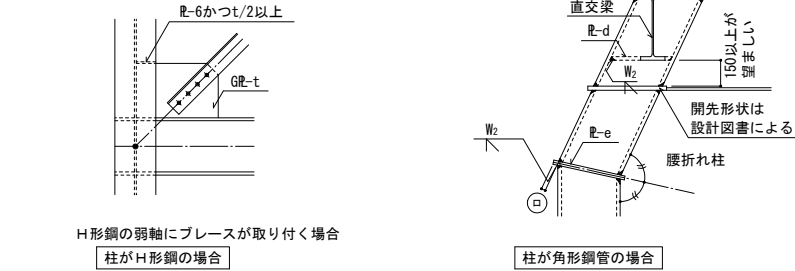 PL-6かつt/2以上
GPL-t
H形鋼の弱軸にブレースが取り付く場合
柱がH形鋼の場合
直交梁
PL-d
W2
150以上が
望ましい
開先形状は
設計図書による
W2
PL-e
腰折れ柱
ロ
柱が角形鋼管の場合